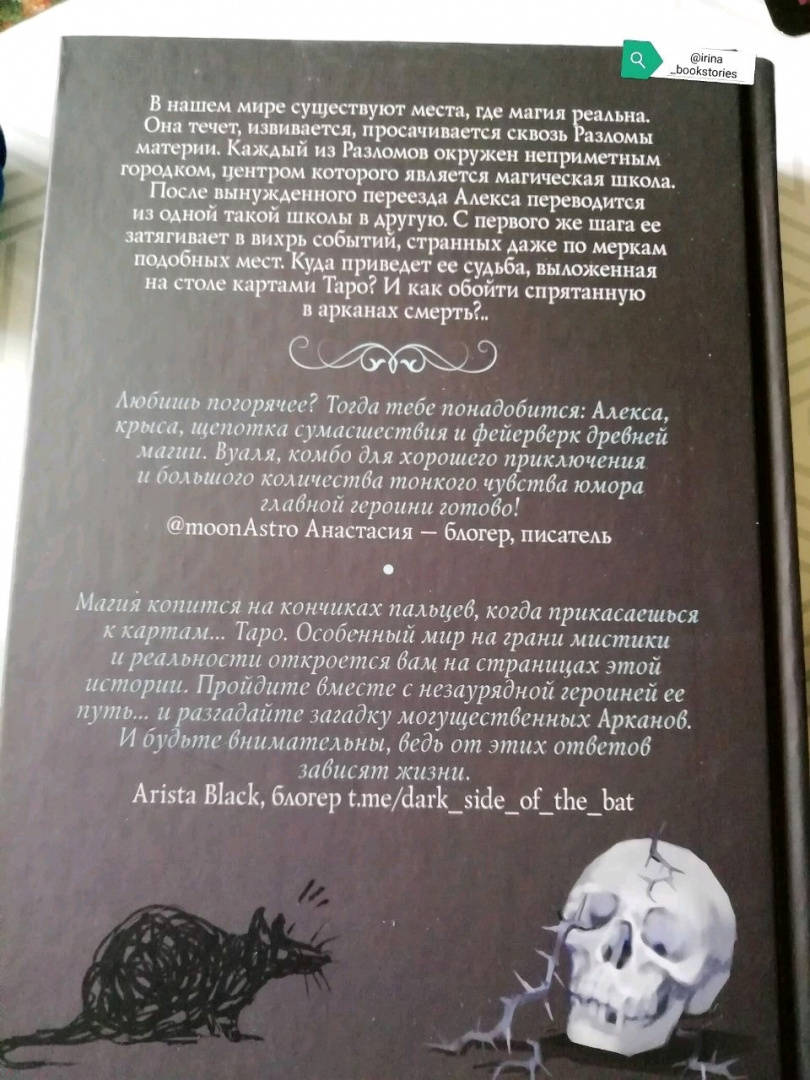 @irina
_bookstories
В нашем мире существуют места, где магия реальна.
Она течет, извивается, просачивается сквозь Разломы
материи. Каждый из Разломов окружен неприметным
городком, центром которого является магическая школа.
После вынужденного переезда Алекса переводится
из одной такой школы в другую. С первого же шага ее
затягивает в вихрь событий, странных даже по меркам
подобных мест. Куда приведет ее судьба, выложенная
на столе картами Таро? И как обойти спрятанную
в арканах смерть?..
Любишь погорячее? Тогда тебе понадобится: Алекса,
крыса, щепотка сумасшествия и фейерверк древней
магии. Вуаля, комбо для хорошего приключения
и большого количества тонкого чувства юмора
главной героини готово!
@moonAstro Анастасия — блогер, писатель
Магия копится на кончиках пальцев, когда прикасаешься
к картам... Таро. Особенный мир на грани мистики
и реальности откроется вам на страницах этой
истории. Пройдите вместе с незаурядной героиней ее
путь... и разгадайте загадку могущественных Арканов.
И будьте внимательны, ведь от этих ответов
зависят жизни.
Arista Black, блогер t.me/dark_side_of_the_bat